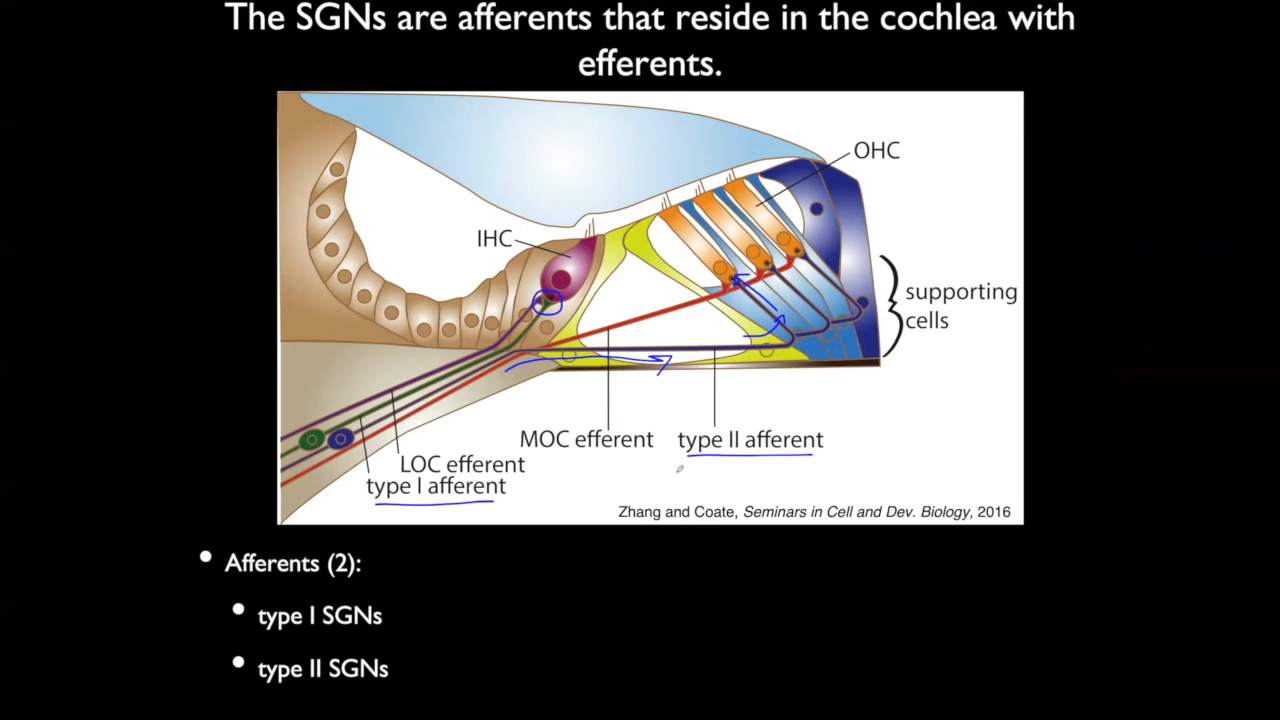 The SGNs are afferents that reside in the cochlea with
efferents.
OHC
IHC
supporting
cells
MOC efferent
type II afferent
LOC efferent
type I afferent
Zhang and Coate, Seminars in Cell and Dev. Biology, 2016
• Afferents (2):
• type I SGNs
• type II SGNs